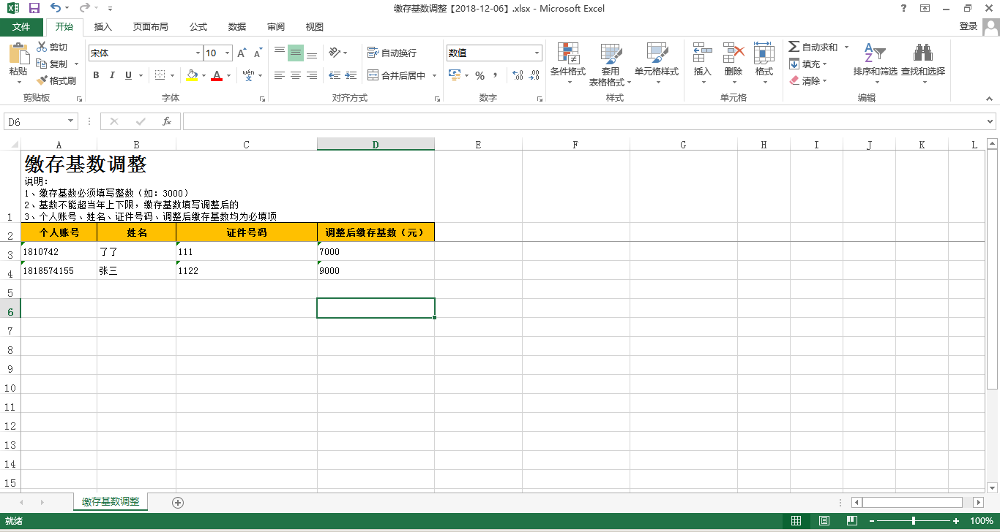 缴存基数调整【2018-12-06】.xlsx - Microsoft Excel
文件 开始 插入 页面布局 公式 数据 审阅 视图 登录
粘贴 剪切 复制 格式刷 剪贴板
宋体 10 B I U wén 字体
自动换行 合并后居中 对齐方式
数值 % , .00 数字
条件格式 套用 表格格式 单元格样式 样式
插入 删除 格式 单元格
自动求和 填充 清除 排序和筛选 查找和选择 编辑
D6 fx
A B C D E F G H I J K L
缴存基数调整
说明:
1、缴存基数必须填写整数（如：3000）
2、基数不能超当年上下限，缴存基数填写调整后的
3、个人账号、姓名、证件号码、调整后缴存基数均为必填项
1
2 个人账号 姓名 证件号码 调整后缴存基数（元）
3 1810742 了了 111 7000
4 1818574155 张三 1122 9000
5
6
7
8
9
10
11
12
13
14
15
缴存基数调整
就绪 100%